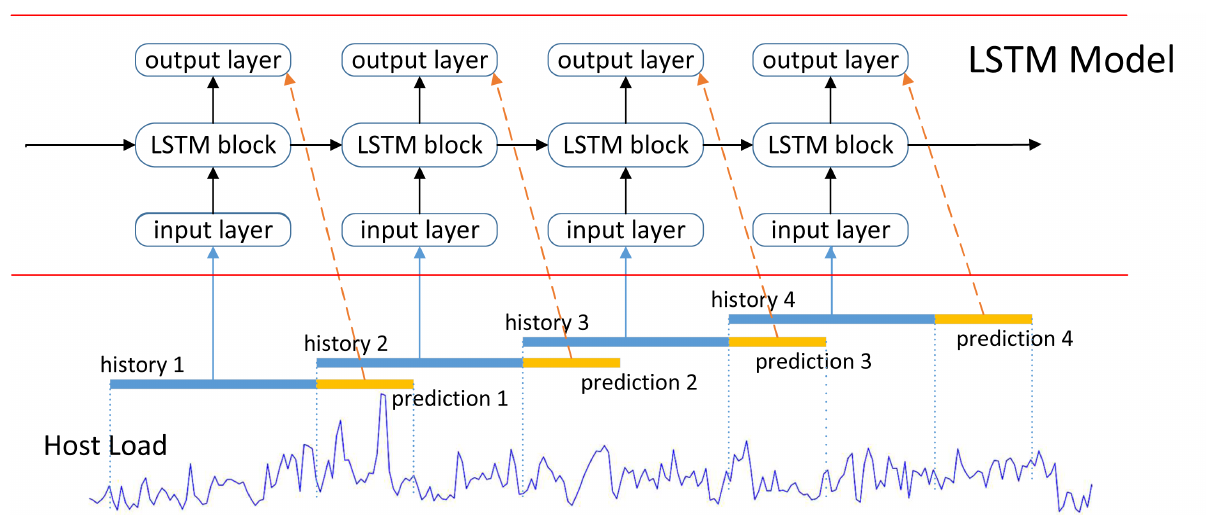 output layer output layer output layer output layer
LSTM Model
LSTM block LSTM block LSTM block LSTM block
input layer input layer input layer input layer
history 4
history 3
prediction 4
history 2
prediction 3
history 1
prediction 2
prediction 1
Host Load